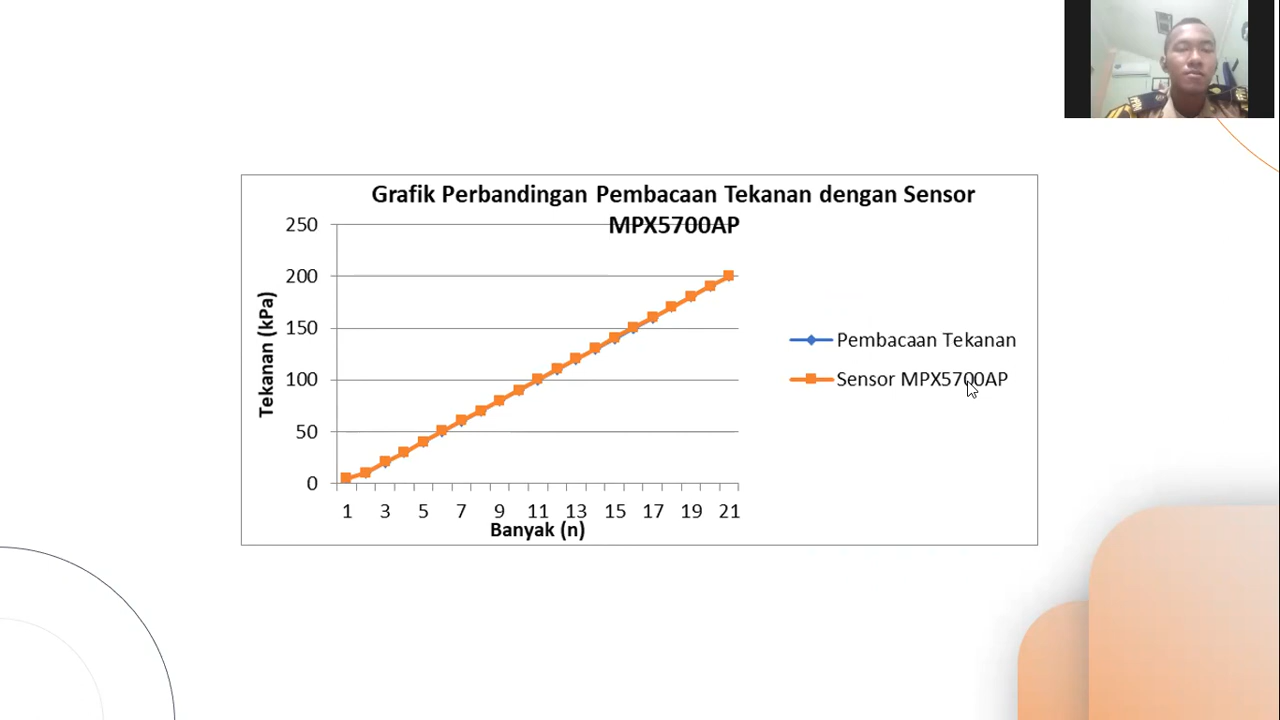 Grafik Perbandingan Pembacaan Tekanan dengan Sensor
MPX5700AP
250
200
150
100
50
0
Tekanan (kPa)
1 3 5 7 9 11 13 15 17 19 21
Banyak (n)
Pembacaan Tekanan
Sensor MPX5700AP